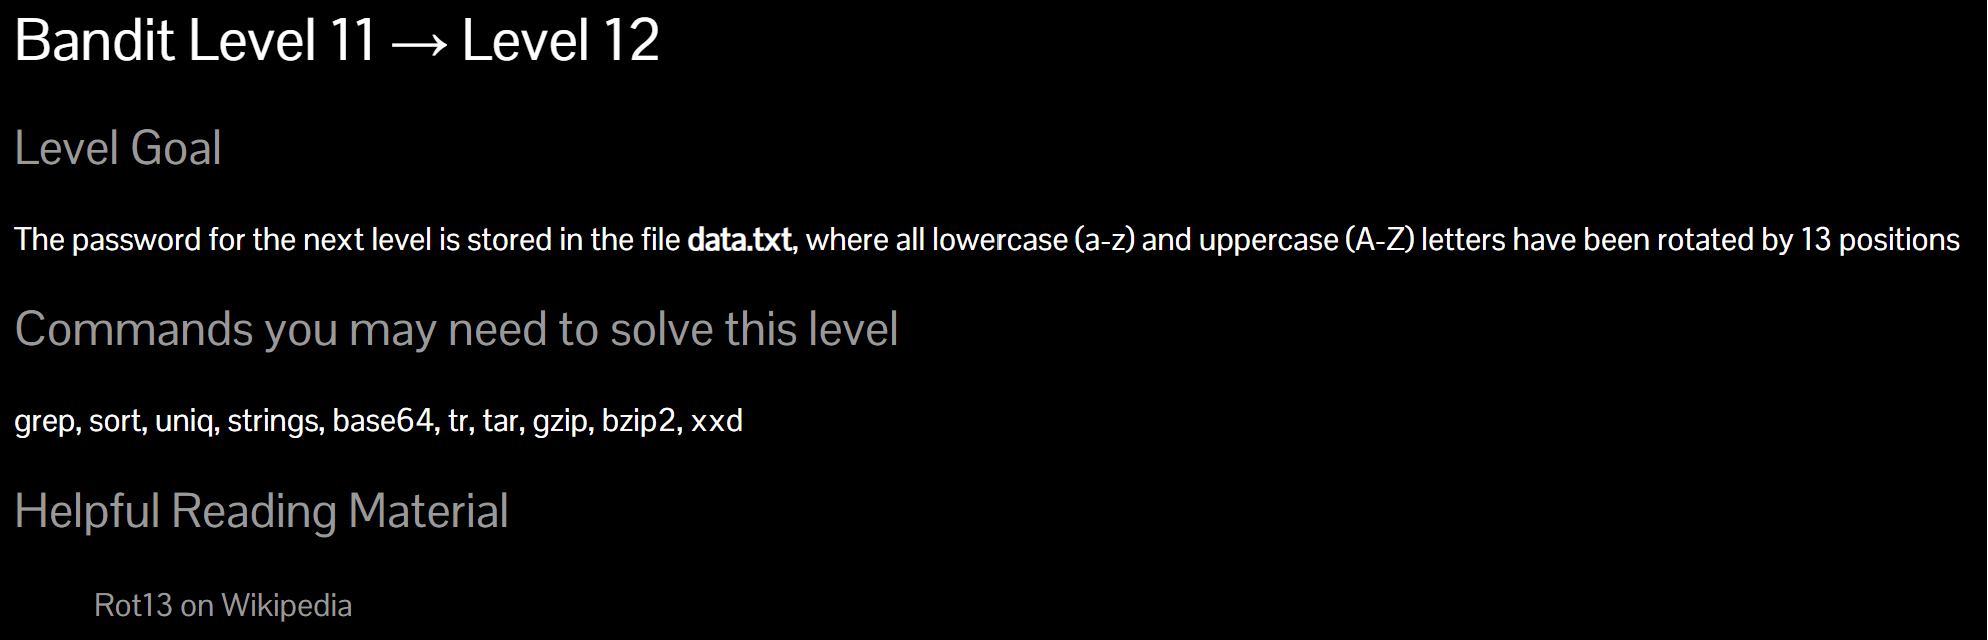 Bandit Level 11 → Level 12
Level Goal
The password for the next level is stored in the file data.txt, where all lowercase (a-z) and uppercase (A-Z) letters have been rotated by 13 positions
Commands you may need to solve this level
grep, sort, uniq, strings, base64, tr, tar, gzip, bzip2, xxd
Helpful Reading Material
Rot13 on Wikipedia